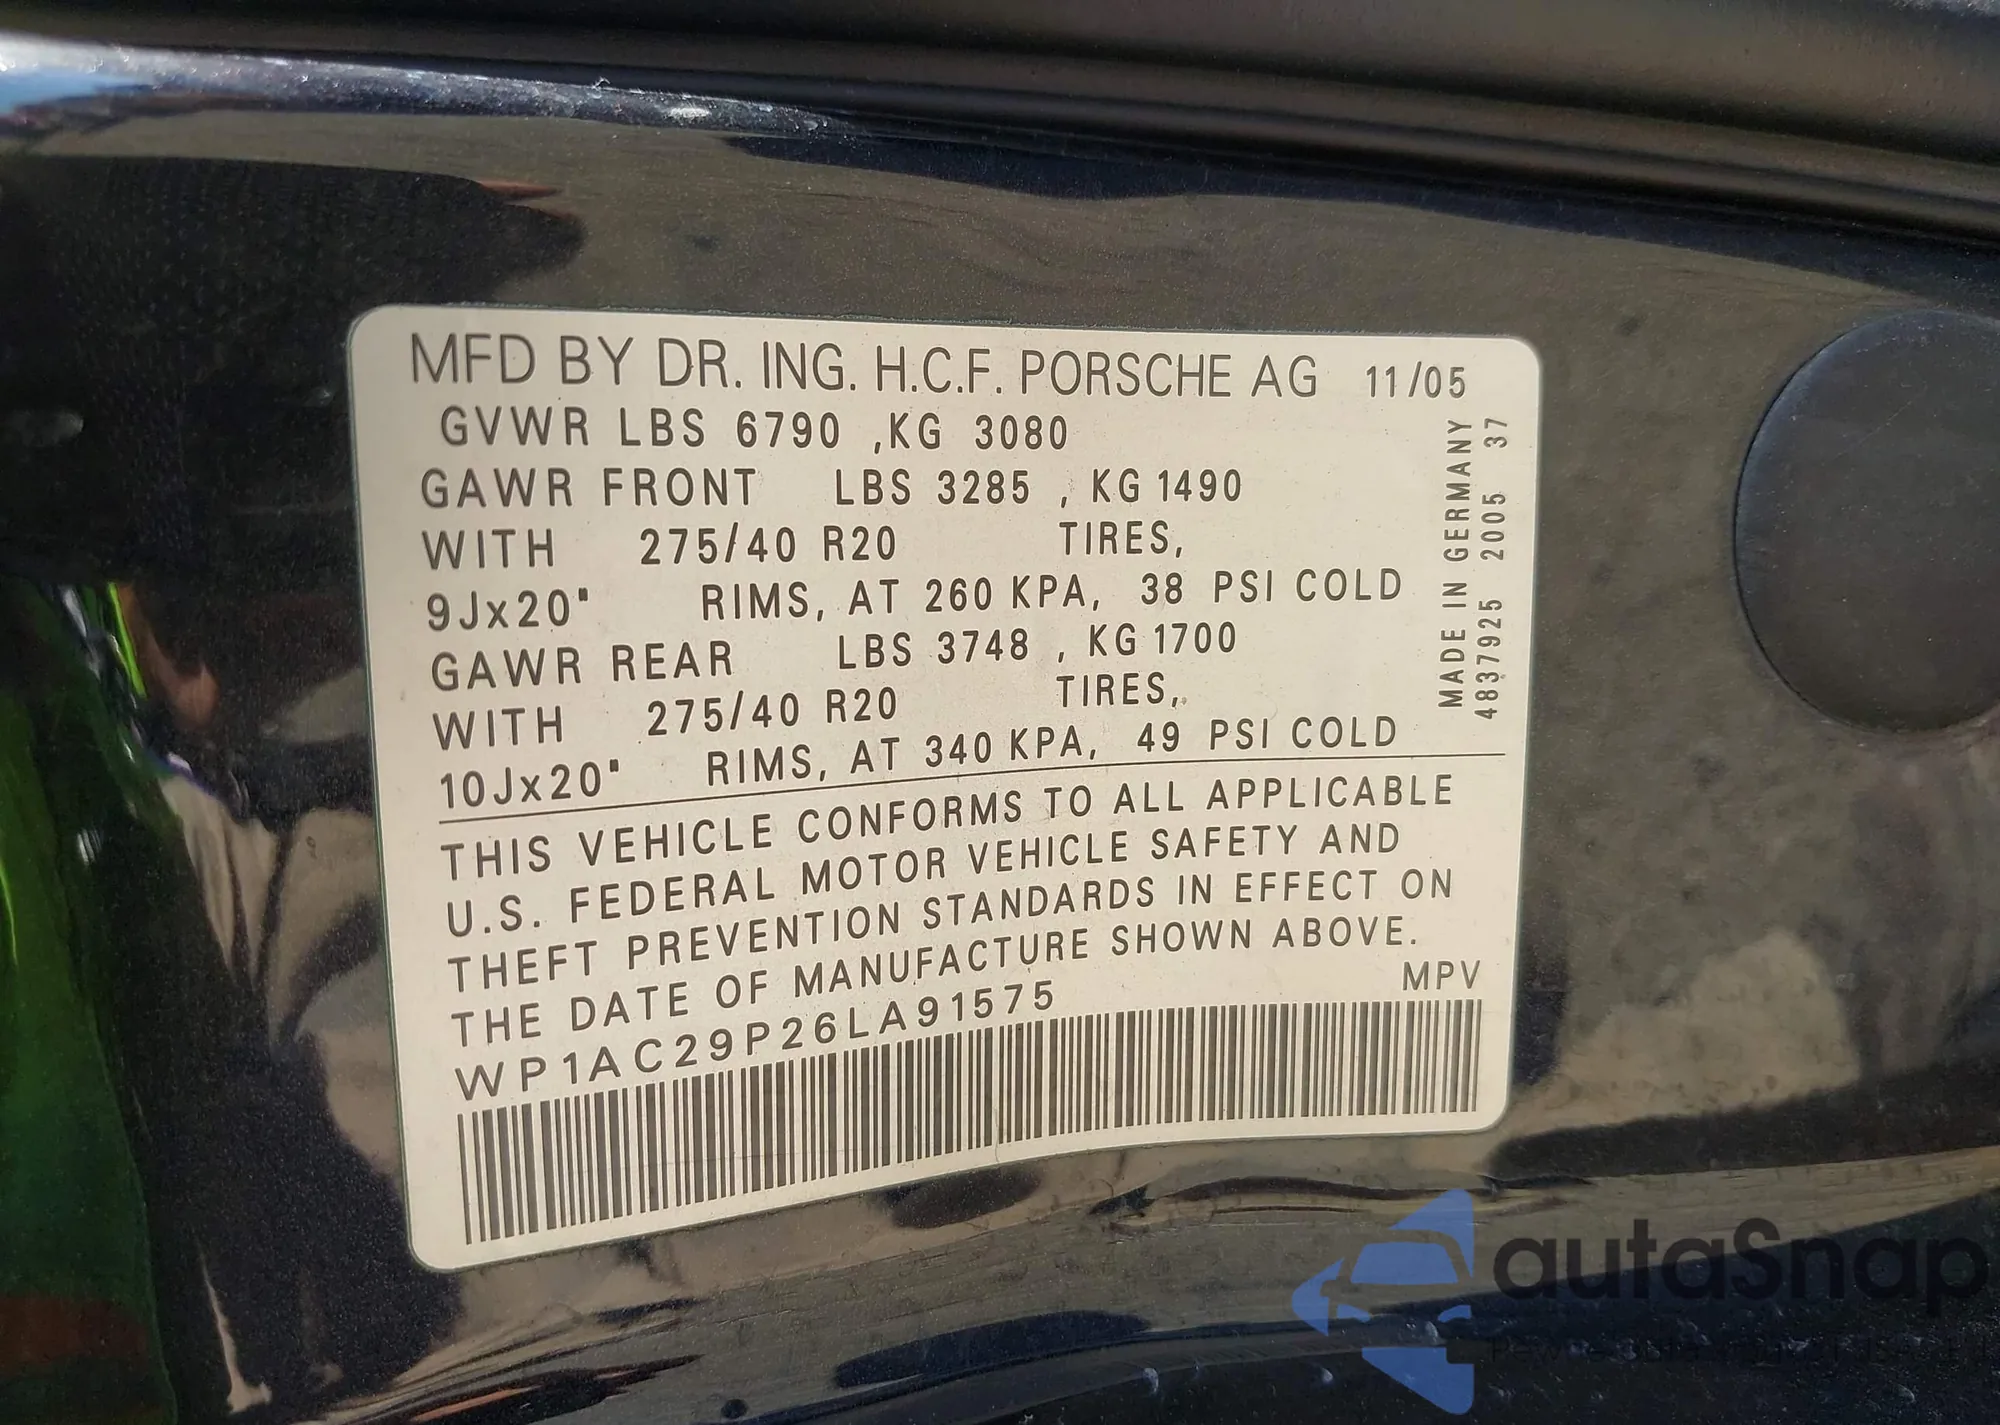 MFD BY DR. ING. H.C.F. PORSCHE AG 11/05
GVWR LBS 6790 ,KG 3080
GAWR FRONT LBS 3285 , KG 1490
WITH 275/40 R20 TIRES,
9Jx20" RIMS, AT 260 KPA, 38 PSI COLD
GAWR REAR LBS 3748 , KG 1700
WITH 275/40 R20 TIRES,
10Jx20" RIMS, AT 340 KPA, 49 PSI COLD
MADE IN GERMANY
4837925 2005 37
THIS VEHICLE CONFORMS TO ALL APPLICABLE
U.S. FEDERAL MOTOR VEHICLE SAFETY AND
THEFT PREVENTION STANDARDS IN EFFECT ON
THE DATE OF MANUFACTURE SHOWN ABOVE.
WP1AC29P26LA91575 MPV
autaSnap